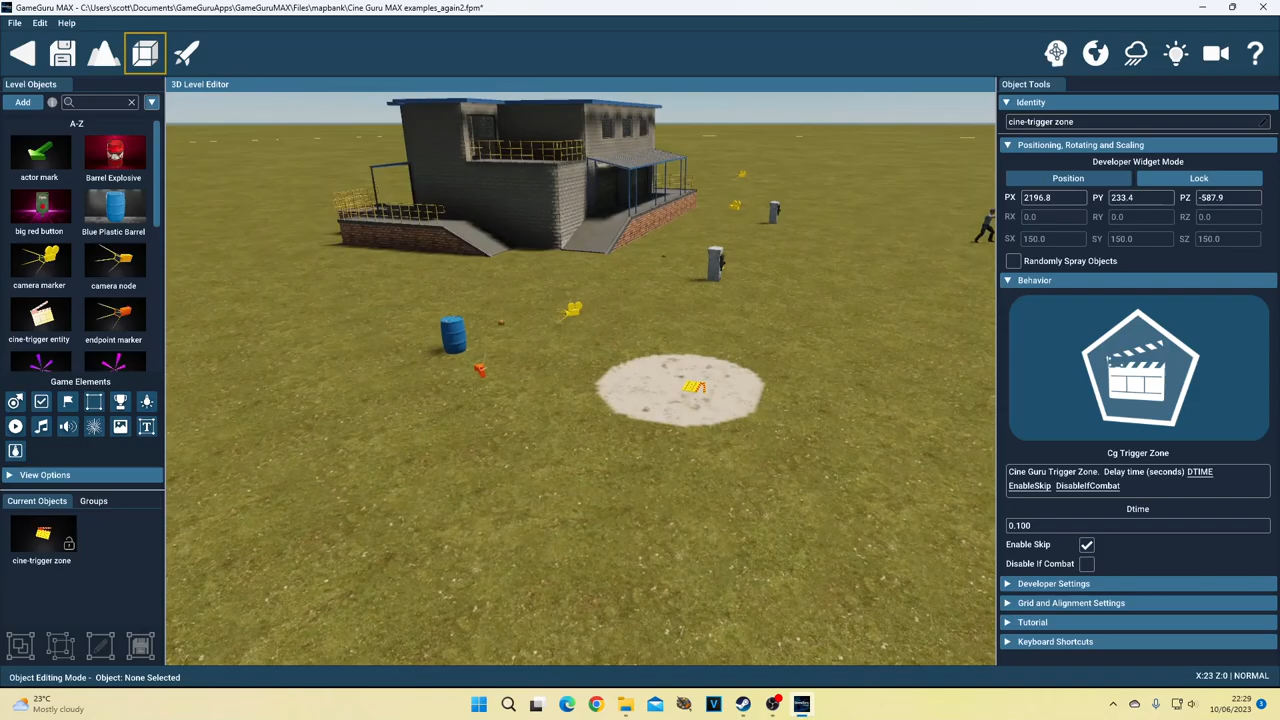 GameGuru MAX - C:\Users\scott\Documents\GameGuruApps\GameGuruMAX\Files\mapbank\Cine Guru MAX examples_again2.fpm*
File Edit Help
Level Objects
Add
A-Z
actor mark
Barrel Explosive
big red button
Blue Plastic Barrel
camera marker
camera node
cine-trigger entity
endpoint marker
Game Elements
View Options
Current Objects Groups
cine-trigger zone
Object Editing Mode - Object: None Selected
3D Level Editor
Object Tools
Identity
cine-trigger zone
Positioning, Rotating and Scaling
Developer Widget Mode
Position Lock
PX 2196.8 PY 233.4 PZ -587.9
RX 0.0 RY 0.0 RZ 0.0
SX 150.0 SY 150.0 SZ 150.0
Randomly Spray Objects
Behavior
Cg Trigger Zone
Cine Guru Trigger Zone. Delay time (seconds) DTIME
EnableSkip DisableIfCombat
Dtime
0.100
Enable Skip
Disable If Combat
Developer Settings
Grid and Alignment Settings
Tutorial
Keyboard Shortcuts
X:23 Z:0 | NORMAL
23°C
Mostly cloudy
22:29
10/06/2023
3